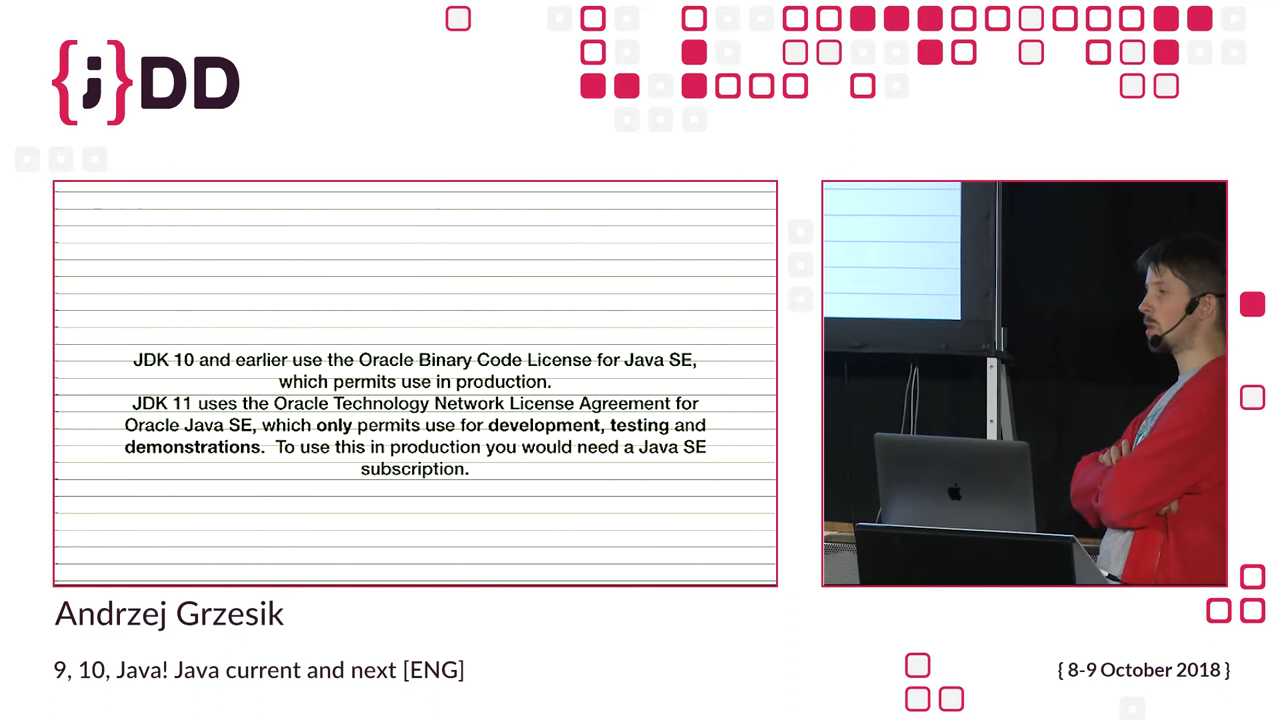 {j}DD
JDK 10 and earlier use the Oracle Binary Code License for Java SE,
which permits use in production.
JDK 11 uses the Oracle Technology Network License Agreement for
Oracle Java SE, which only permits use for development, testing and
demonstrations. To use this in production you would need a Java SE
subscription.
Andrzej Grzesik
9, 10, Java! Java current and next [ENG]
{ 8-9 October 2018 }